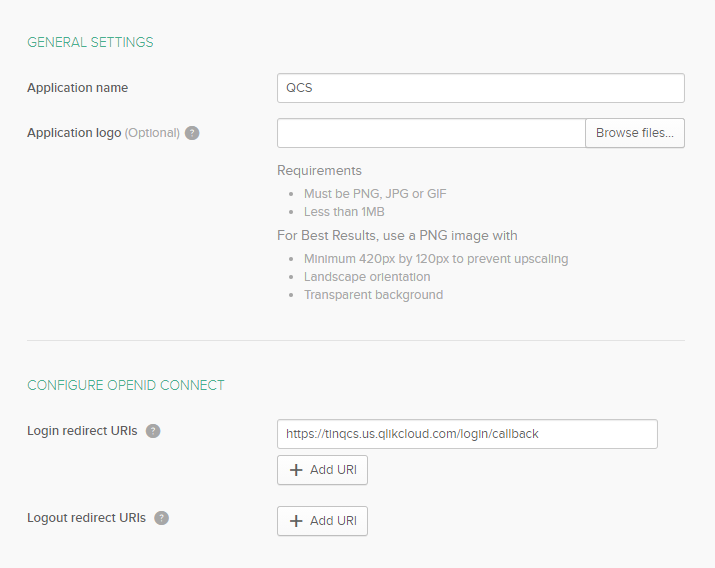 GENERAL SETTINGS
Application name
QCS
Application logo (Optional) ?
Browse files...
Requirements
Must be PNG, JPG or GIF
Less than 1MB
For Best Results, use a PNG image with
Minimum 420px by 120px to prevent upscaling
Landscape orientation
Transparent background
CONFIGURE OPENID CONNECT
Login redirect URIs ?
https://tinqcs.us.qlikcloud.com/login/callback
+ Add URI
Logout redirect URIs ?
+ Add URI